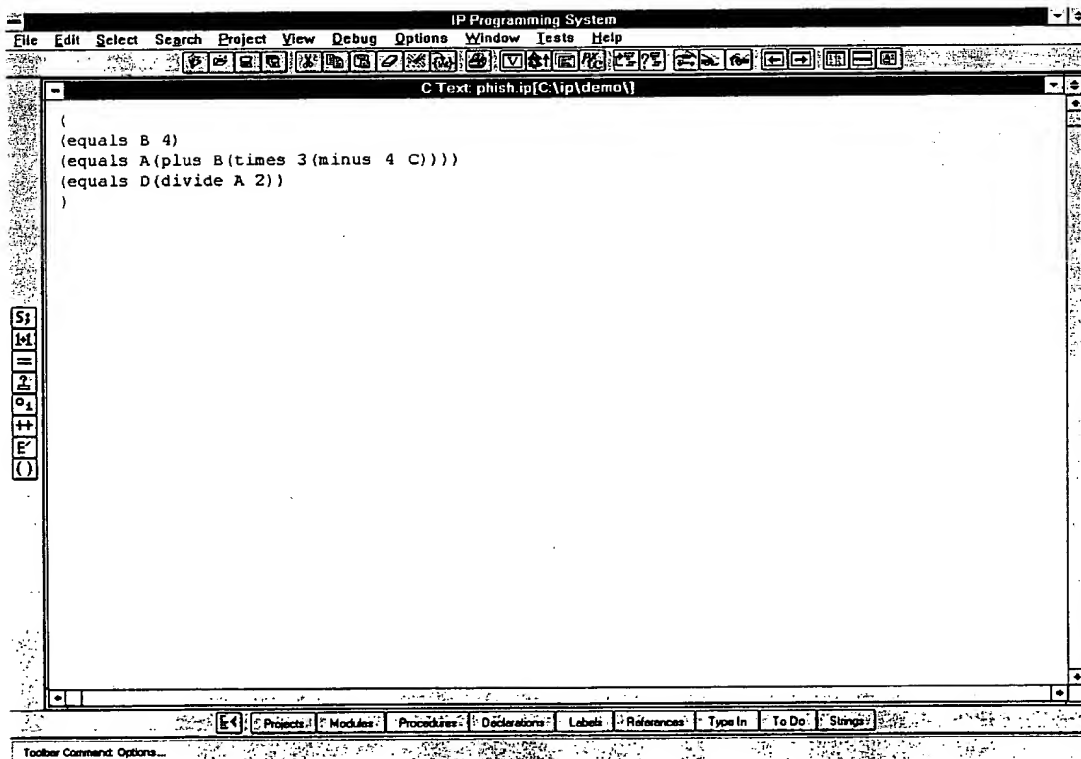 IP Programming System
File Edit Select Search Project View Debug Options Window Tests Help
C Text: phish.ip[C:\ip\demo\]
(
(equals B 4)
(equals A(plus B(times 3(minus 4 C))))
(equals D(divide A 2))
)
S;
1+1
=
++
()
Projects Modules Procedures Declarations Labels References Type In To Do Strings
Toolbar Command: Options...